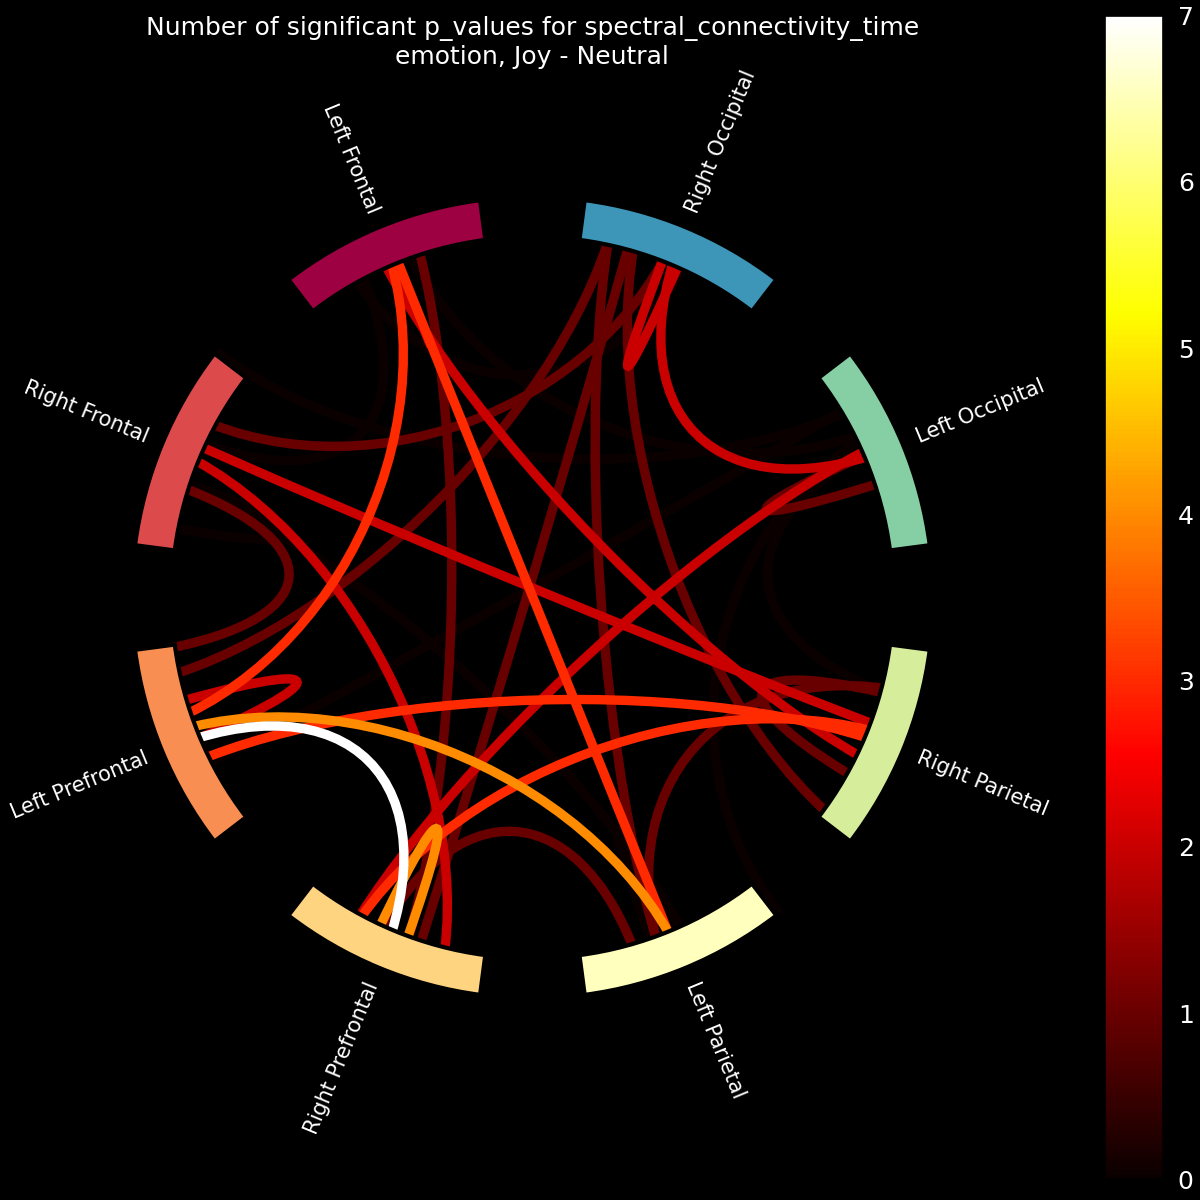 Number of significant p_values for spectral_connectivity_time
emotion, Joy - Neutral
Left Frontal
Right Occipital
Right Frontal
Left Occipital
Left Prefrontal
Right Parietal
Right Prefrontal
Left Parietal
7
6
5
4
3
2
1
0